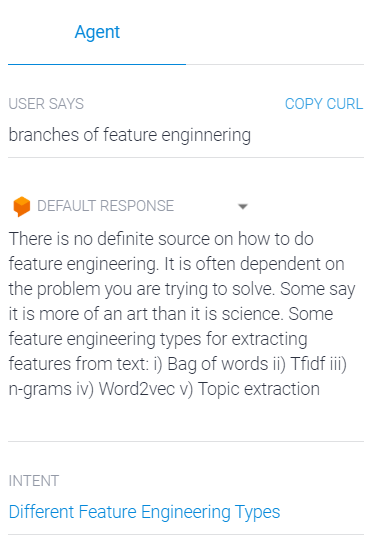 Agent
USER SAYS COPY CURL
branches of feature enginnering
DEFAULT RESPONSE
There is no definite source on how to do
feature engineering. It is often dependent on
the problem you are trying to solve. Some say
it is more of an art than it is science. Some
feature engineering types for extracting
features from text: i) Bag of words ii) Tfidf iii)
n-grams iv) Word2vec v) Topic extraction
INTENT
Different Feature Engineering Types